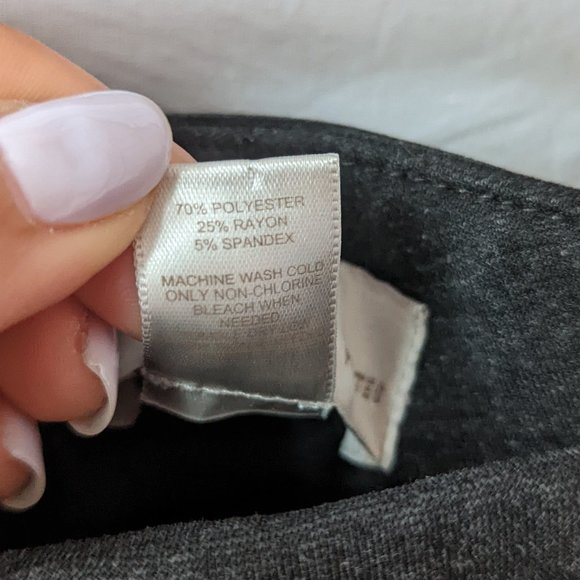 70% POLYESTER
25% RAYON
5% SPANDEX
MACHINE WASH COLD
ONLY NON-CHLORINE
BLEACH WHEN
NEEDED